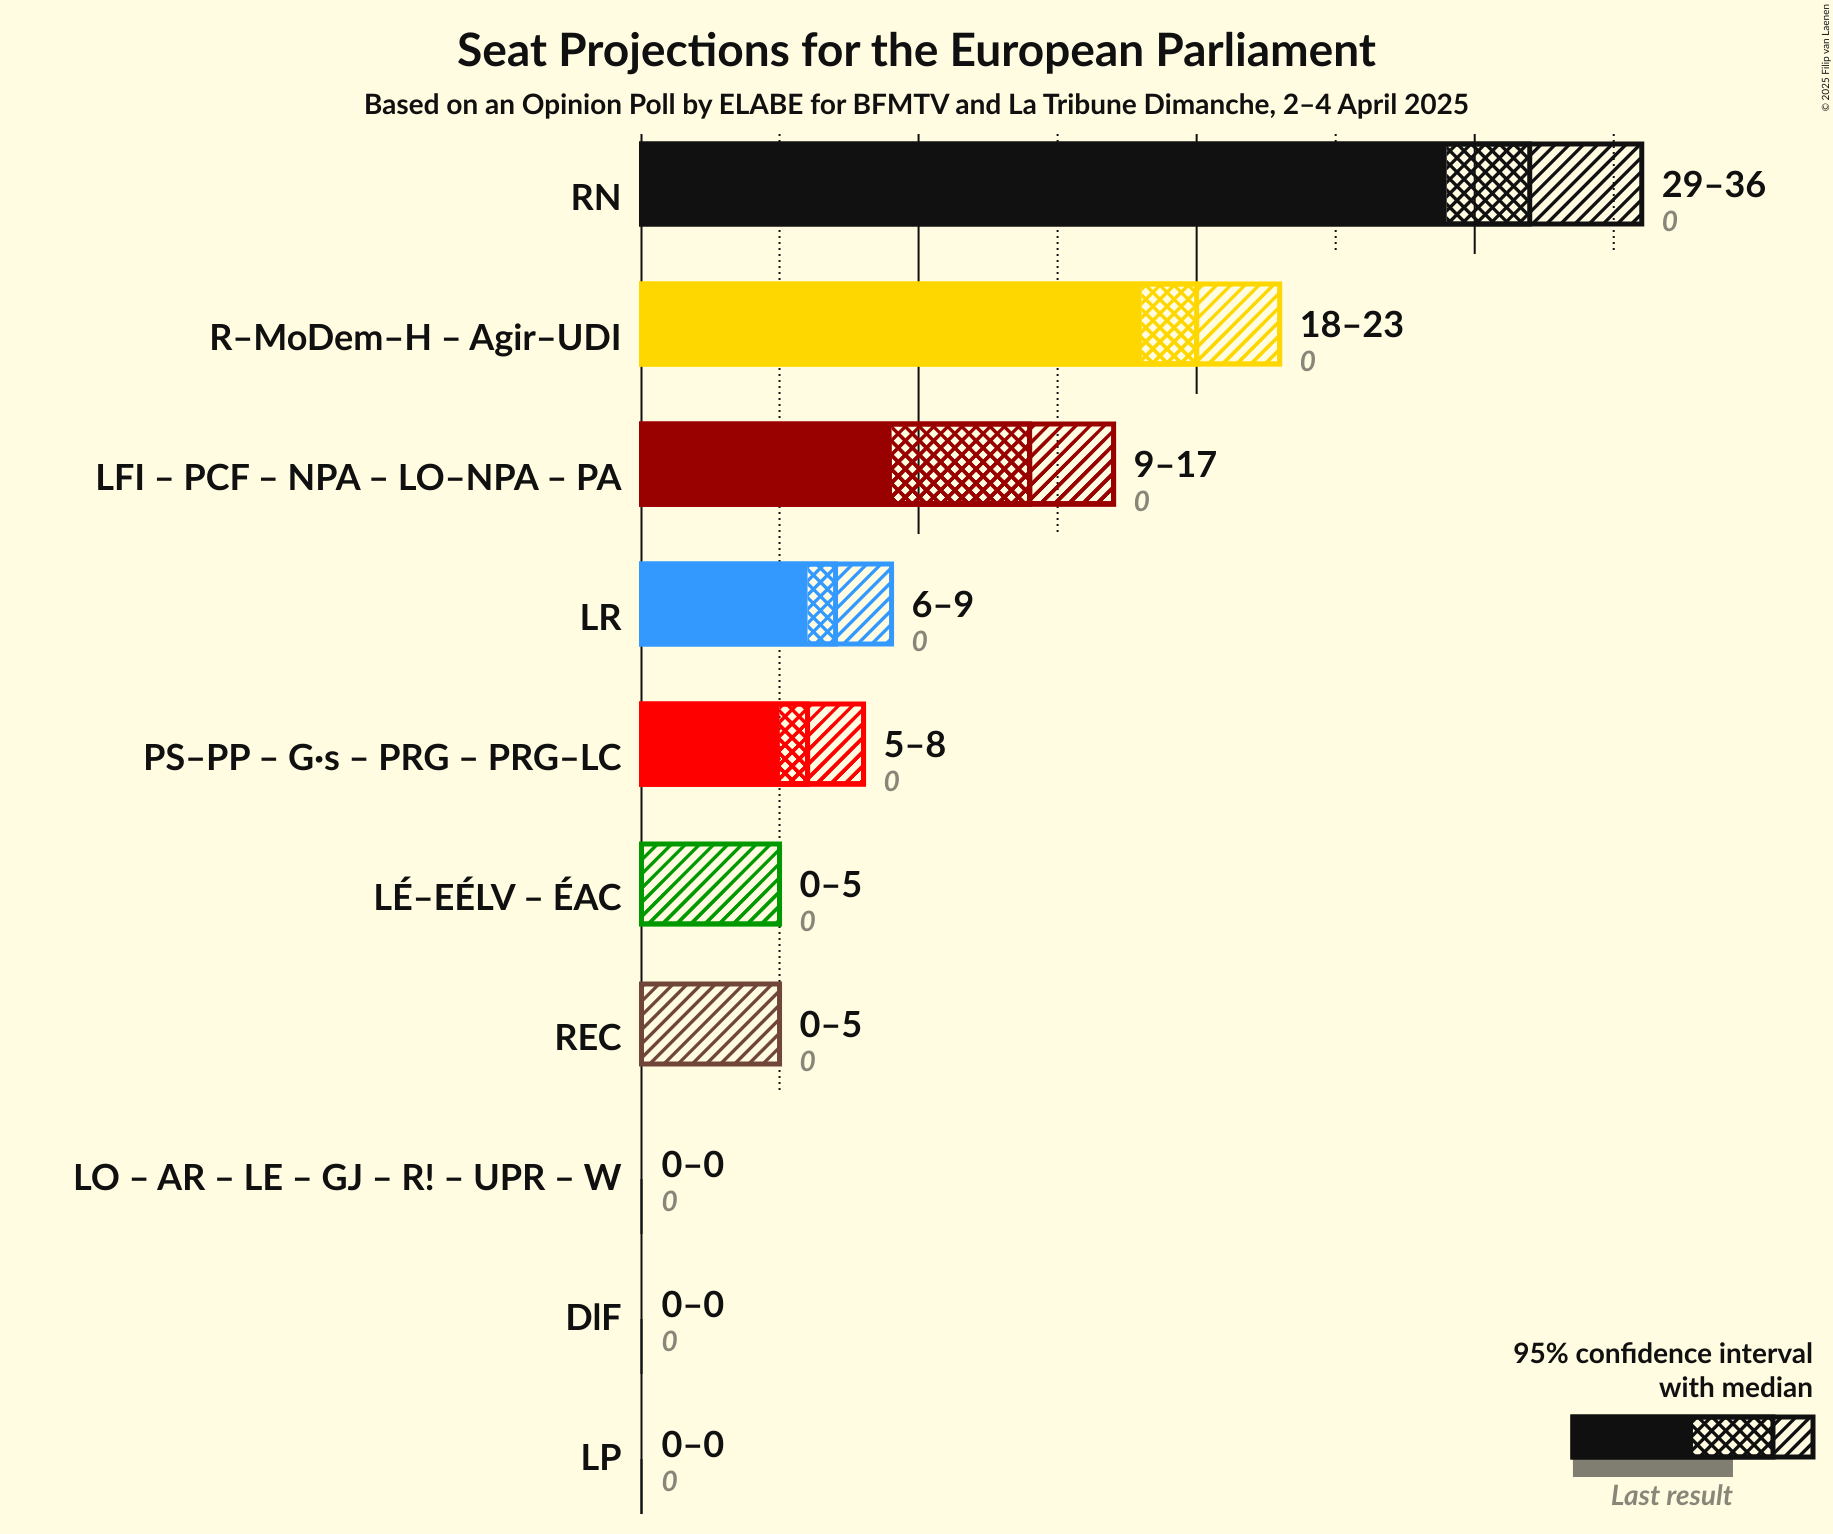 Seat Projections for the European Parliament
Based on an Opinion Poll by ELABE for BFMTV and La Tribune Dimanche, 2–4 April 2025
© 2025 Filip van Laenen
RN
29–36
0
R–MoDem–H – Agir–UDI
18–23
0
LFI – PCF – NPA – LO–NPA – PA
9–17
0
LR
6–9
0
PS–PP – G·s – PRG – PRG–LC
5–8
0
LÉ–EÉLV – ÉAC
0–5
0
REC
0–5
0
LO – AR – LE – GJ – R! – UPR – W
0–0
0
DlF
0–0
0
LP
0–0
0
95% confidence interval
with median
Last result